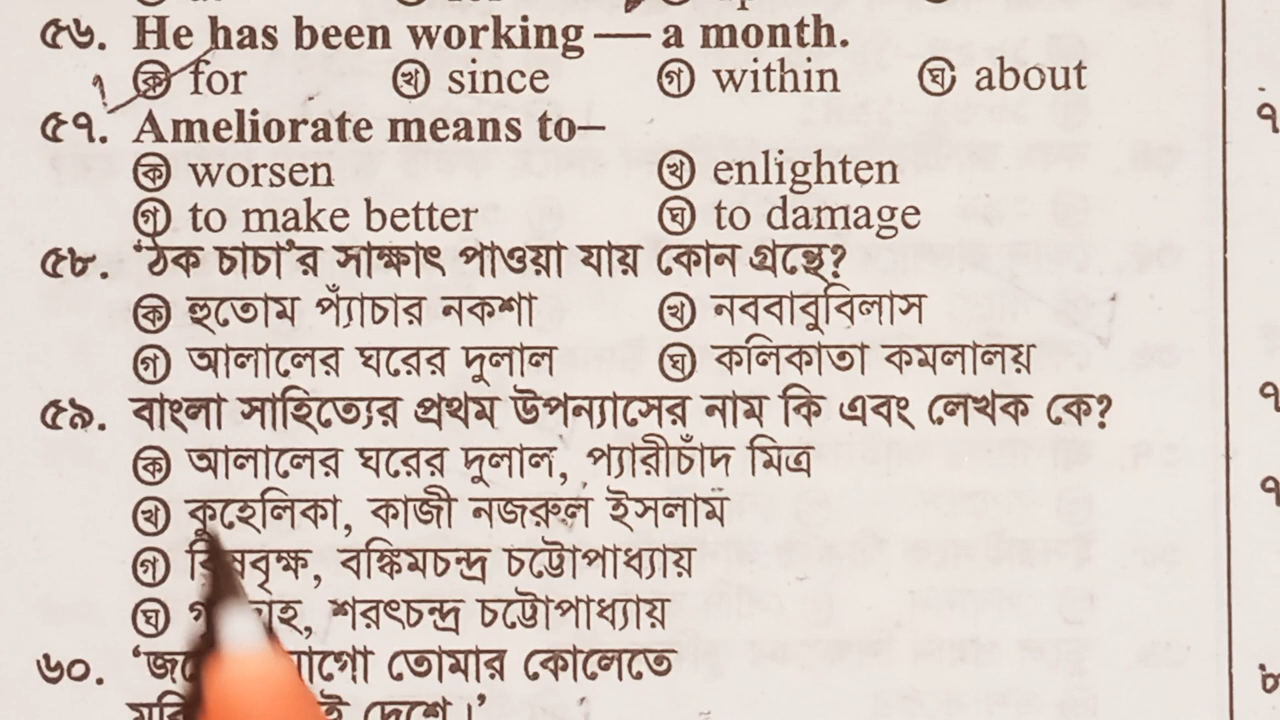 ৫৬. He has been working — a month.
ক for খ since গ within ঘ about
৫৭. Ameliorate means to–
ক worsen খ enlighten
গ to make better ঘ to damage
৫৮. ‘ঠক চাচা’র সাক্ষাৎ পাওয়া যায় কোন গ্রন্থে?
ক হুতোম প্যাঁচার নকশা খ নববাবুবিলাস
গ আলালের ঘরের দুলাল ঘ কলিকাতা কমলালয়
৫৯. বাংলা সাহিত্যের প্রথম উপন্যাসের নাম কি এবং লেখক কে?
ক আলালের ঘরের দুলাল, প্যারীচাঁদ মিত্র
খ কুহেলিকা, কাজী নজরুল ইসলাম
গ বিষবৃক্ষ, বঙ্কিমচন্দ্র চট্টোপাধ্যায়
ঘ শরৎচন্দ্র চট্টোপাধ্যায়
৬০. তোমার কোলেতে
দেশে।’